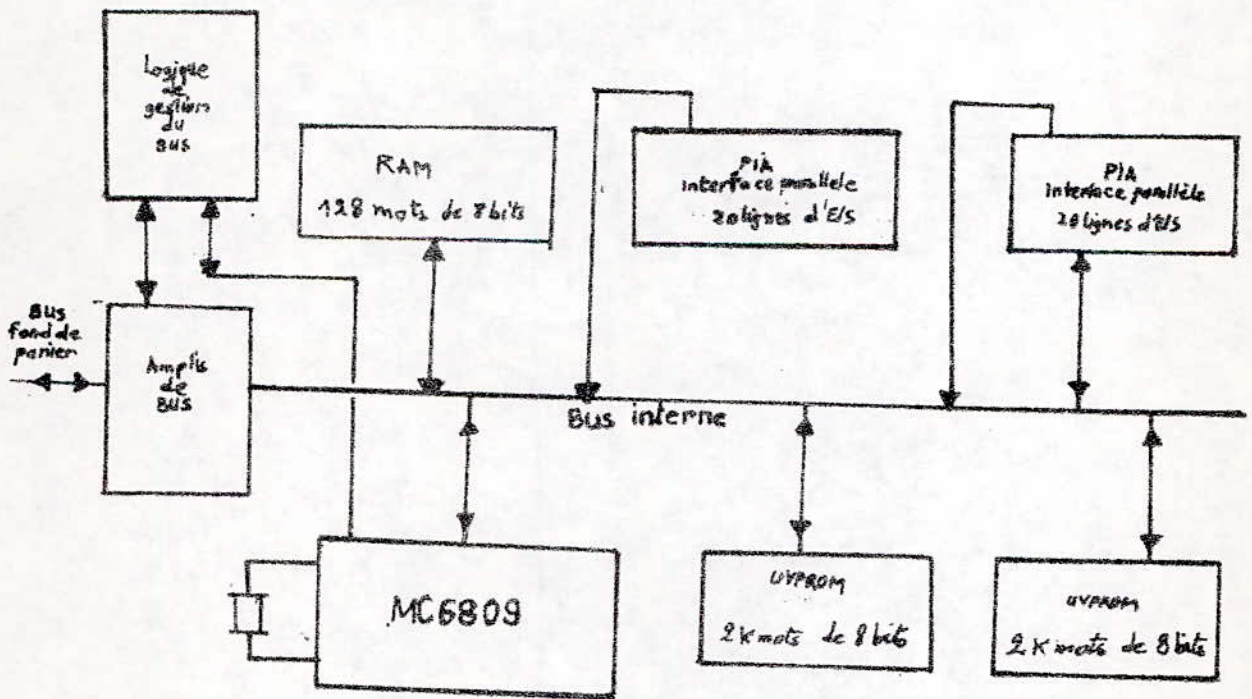 Logique
de
gestion
du
BUS
RAM
128 mots de 8 bits
PIA
interface parallèle
20 lignes d'E/S
PIA
interface parallèle
20 lignes d'E/S
BUS
fond de
panier
Amplis
de
BUS
Bus interne
MC6809
UVPROM
2K mots de 8 bits
UVPROM
2K mots de 8 bits